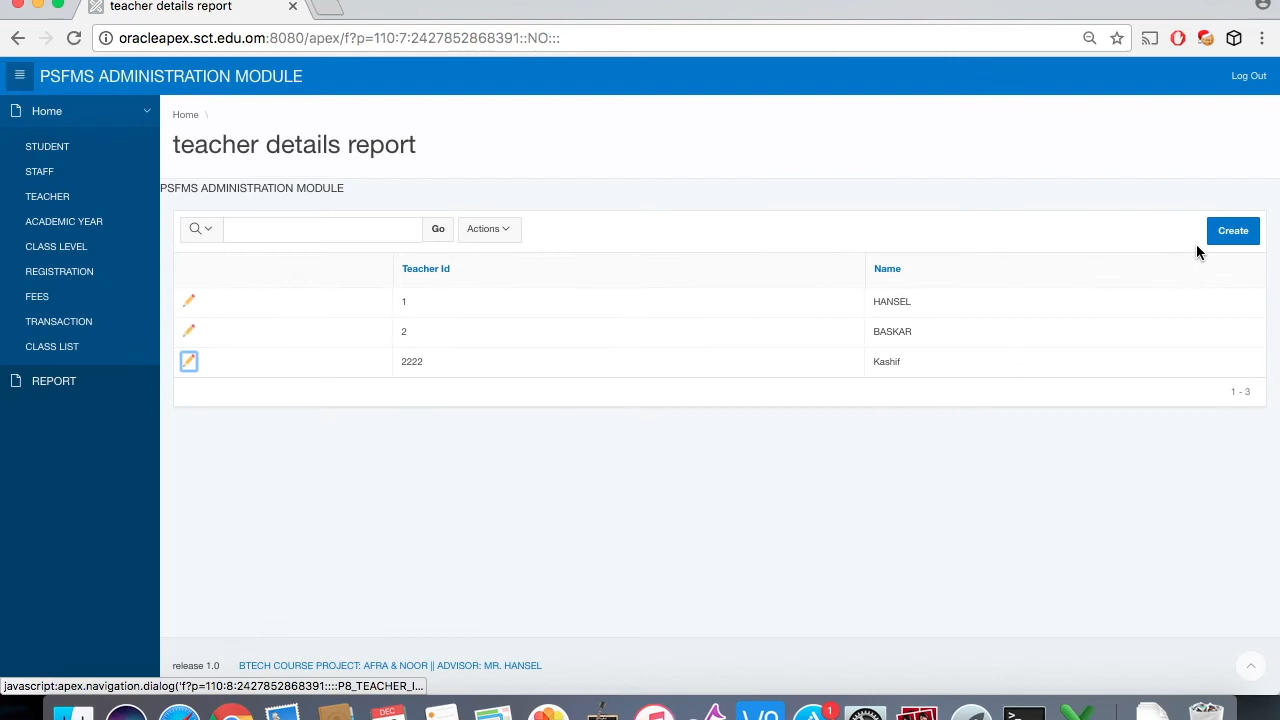 teacher details report
oracleapex.sct.edu.om:8080/apex/f?p=110:7:2427852868391::NO:::
PSFMS ADMINISTRATION MODULE
Log Out
Home
STUDENT
STAFF
TEACHER
ACADEMIC YEAR
CLASS LEVEL
REGISTRATION
FEES
TRANSACTION
CLASS LIST
REPORT
Home \
teacher details report
PSFMS ADMINISTRATION MODULE
Go
Actions
Create
Teacher Id Name
1 HANSEL
2 BASKAR
2222 Kashif
1 - 3
release 1.0 BTECH COURSE PROJECT: AFRA & NOOR || ADVISOR: MR. HANSEL
javascript:apex.navigation.dialog('f?p=110:8:2427852868391::::P8_TEACHER_I...
DEC
1